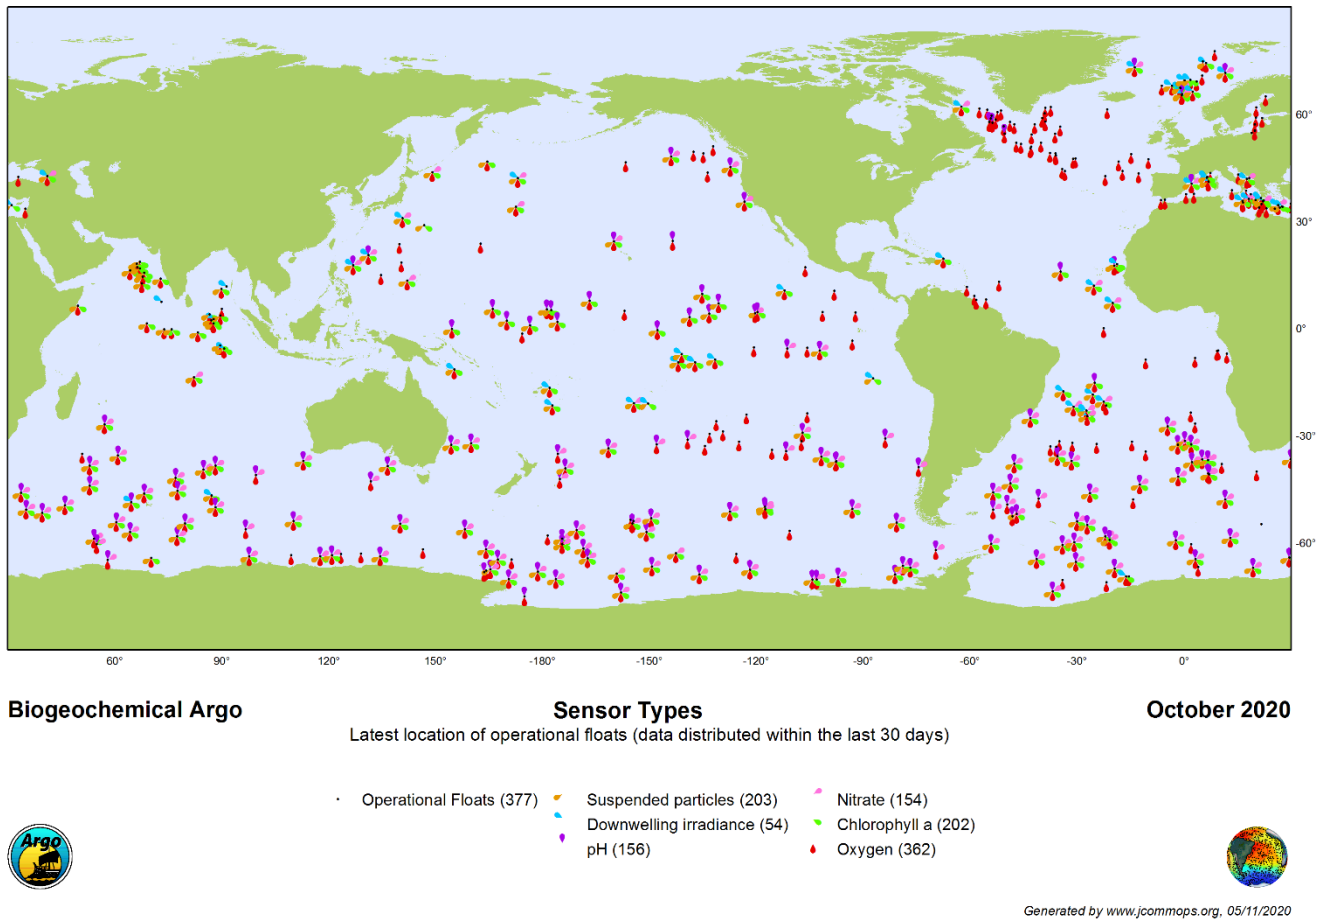 60°
30°
0°
-30°
-60°
60°
90°
120°
150°
-180°
-150°
-120°
-90°
-60°
-30°
0°
Biogeochemical Argo
Sensor Types
October 2020
Latest location of operational floats (data distributed within the last 30 days)
Operational Floats (377)
Suspended particles (203)
Nitrate (154)
Downwelling irradiance (54)
Chlorophyll a (202)
pH (156)
Oxygen (362)
Argo
Generated by www.jcommops.org, 05/11/2020